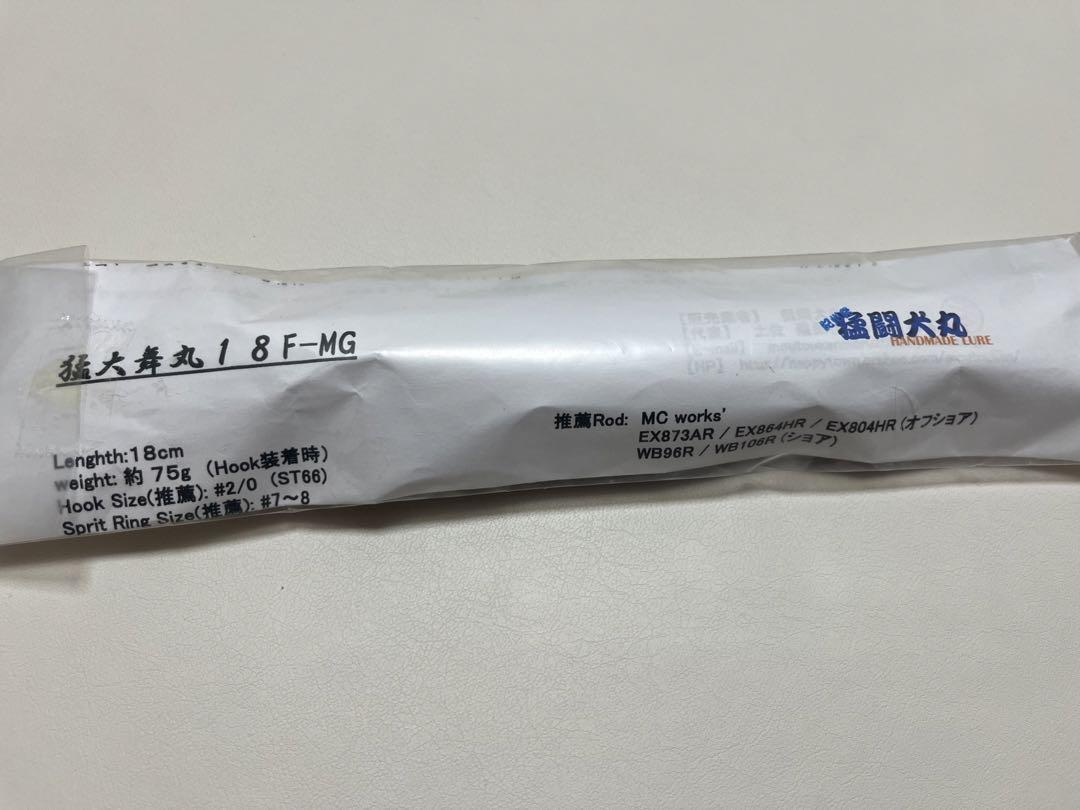 猛大舞丸１８F-MG
Lenghth:18cm
weight: 約 75g (Hook装着時)
Hook Size(推薦): #2/0 (ST66)
Sprit Ring Size(推薦): #7～8
猛闘犬丸
HANDMADE LURE
推薦Rod: MC works'
EX873AR / EX864HR / EX804HR(オフショア)
WB96R / WB106R(ショア)
【HP】